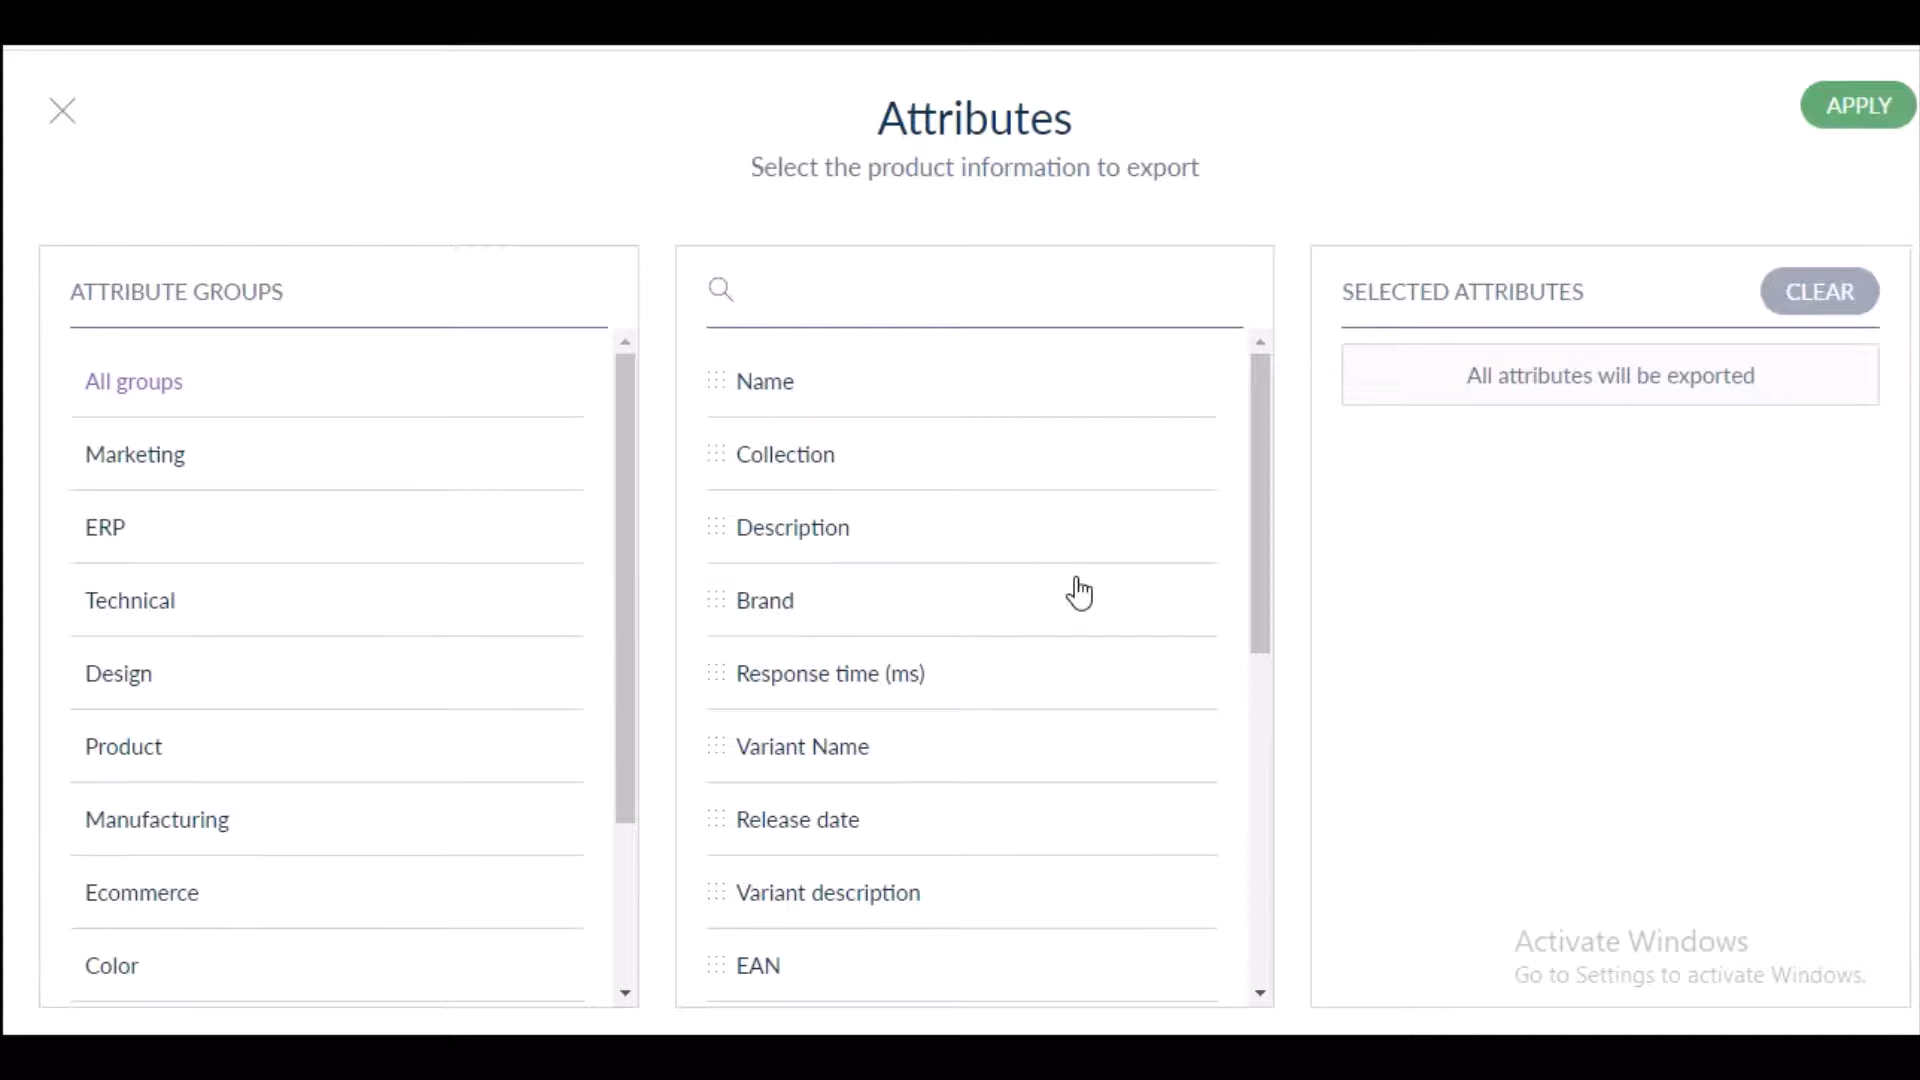 Attributes
APPLY
Select the product information to export
ATTRIBUTE GROUPS
All groups
Marketing
ERP
Technical
Design
Product
Manufacturing
Ecommerce
Color
Name
Collection
Description
Brand
Response time (ms)
Variant Name
Release date
Variant description
EAN
SELECTED ATTRIBUTES
CLEAR
All attributes will be exported
Activate Windows
Go to Settings to activate Windows.